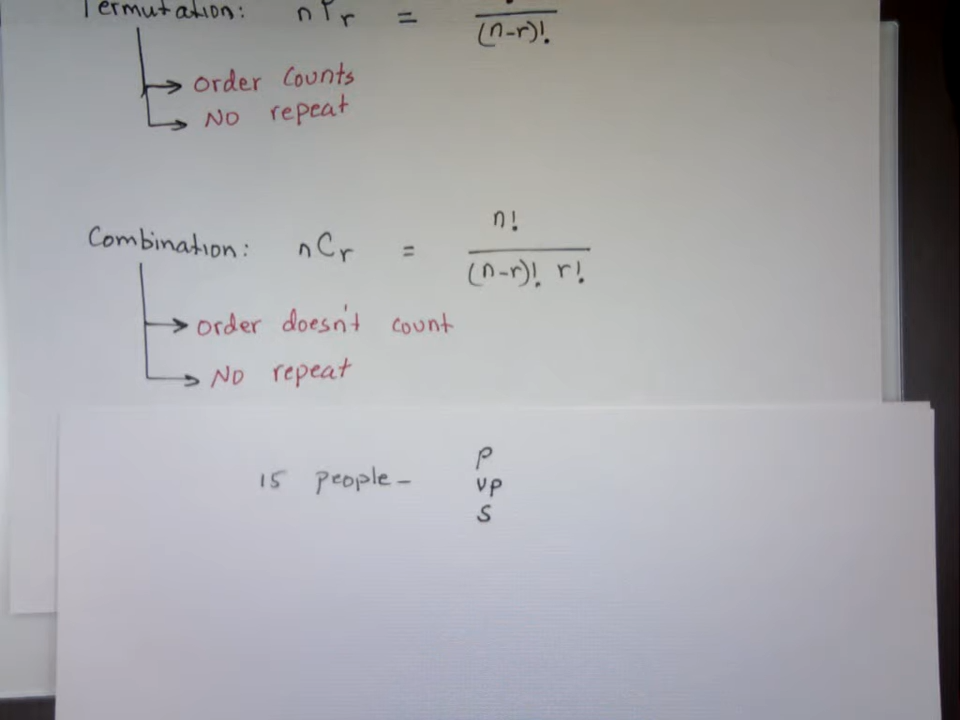 Permutation: nPr = (n-r)!
order counts
NO repeat
Combination: nCr = n! / (n-r)! r!
order doesn't count
NO repeat
15 people - P
VP
S